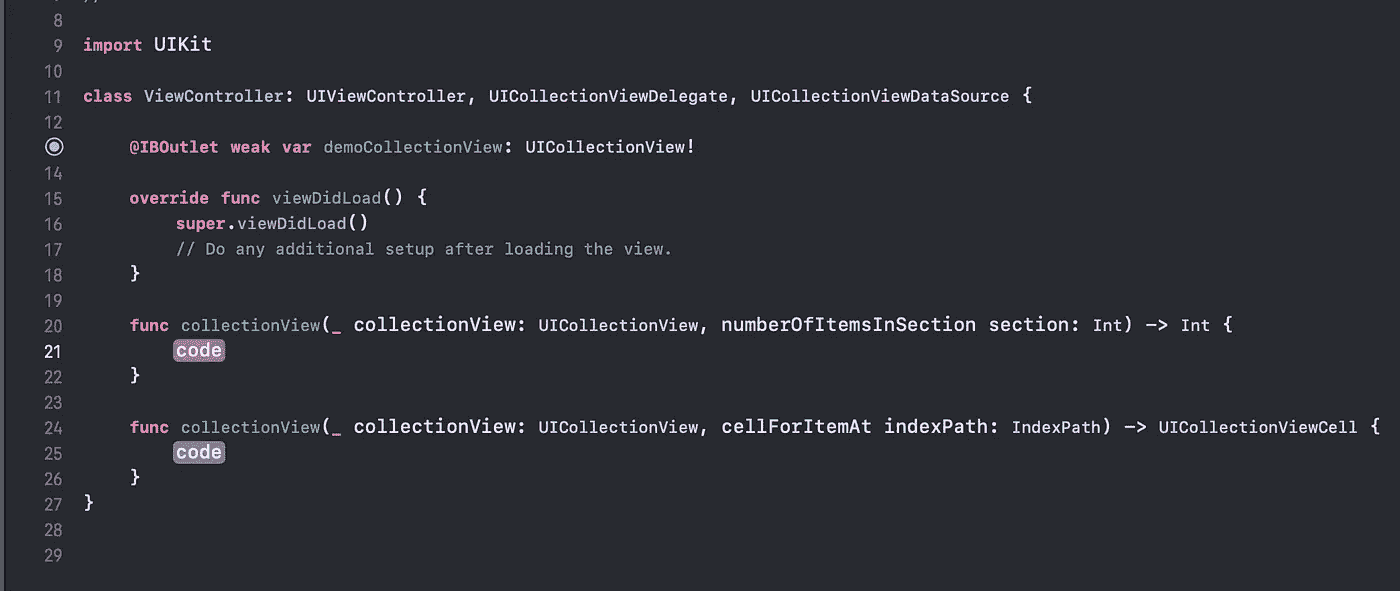 8
9 import UIKit
10
11 class ViewController: UIViewController, UICollectionViewDelegate, UICollectionViewDataSource {
12
@IBOutlet weak var demoCollectionView: UICollectionView!
14
15 override func viewDidLoad() {
16 super.viewDidLoad()
17 // Do any additional setup after loading the view.
18 }
19
20 func collectionView(_ collectionView: UICollectionView, numberOfItemsInSection section: Int) -> Int {
21 code
22 }
23
24 func collectionView(_ collectionView: UICollectionView, cellForItemAt indexPath: IndexPath) -> UICollectionViewCell {
25 code
26 }
27 }
28
29